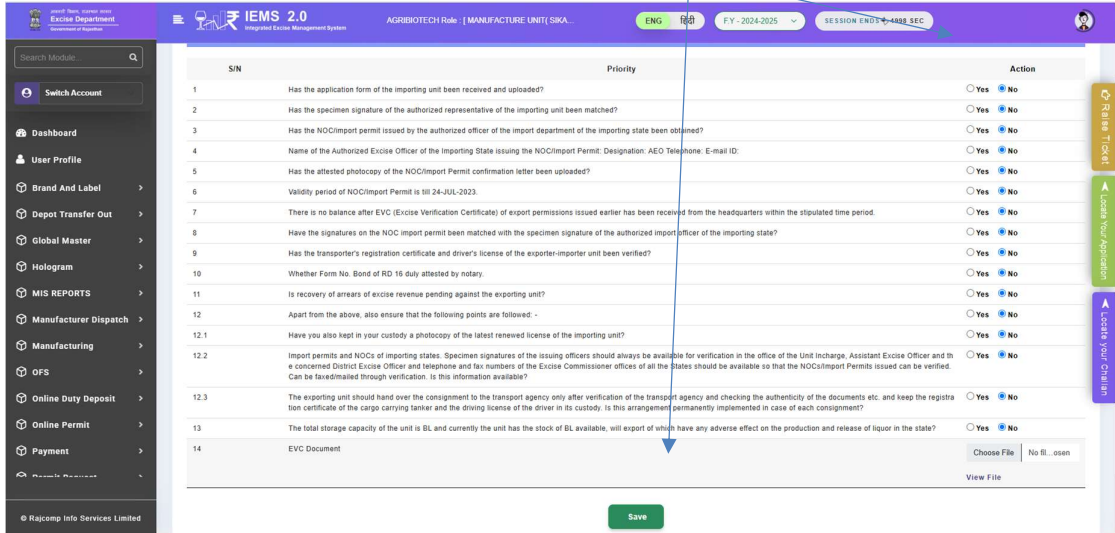 Excise Department
Government of Rajasthan
IEMS 2.0
Integrated Excise Management System
AGRIBIOTECH Role : [ MANUFACTURE UNIT( SIKA...
ENG हिंदी
FY - 2024-2025
SESSION ENDS 4998 SEC
Search Module...
Switch Account
Dashboard
User Profile
Brand And Label
Depot Transfer Out
Global Master
Hologram
MIS REPORTS
Manufacturer Dispatch
Manufacturing
OFS
Online Duty Deposit
Online Permit
Payment
Permit Request
© Rajcomp Info Services Limited
S/N Priority Action
1 Has the application form of the importing unit been received and uploaded? Yes No
2 Has the specimen signature of the authorized representative of the importing unit been matched? Yes No
3 Has the NOC/import permit issued by the authorized officer of the import department of the importing state been obtained? Yes No
4 Name of the Authorized Excise Officer of the Importing State issuing the NOC/Import Permit: Designation: AEO Telephone: E-mail ID: Yes No
5 Has the attested photocopy of the NOC/Import Permit confirmation letter been uploaded? Yes No
6 Validity period of NOC/Import Permit is till 24-JUL-2023. Yes No
7 There is no balance after EVC (Excise Verification Certificate) of export permissions issued earlier has been received from the headquarters within the stipulated time period. Yes No
8 Have the signatures on the NOC import permit been matched with the specimen signature of the authorized import officer of the importing state? Yes No
9 Has the transporter's registration certificate and driver's license of the exporter-importer unit been verified? Yes No
10 Whether Form No. Bond of RD 16 duly attested by notary. Yes No
11 Is recovery of arrears of excise revenue pending against the exporting unit? Yes No
12 Apart from the above, also ensure that the following points are followed: - Yes No
12.1 Have you also kept in your custody a photocopy of the latest renewed license of the importing unit? Yes No
12.2 Import permits and NOCs of importing states. Specimen signatures of the issuing officers should always be available for verification in the office of the Unit Incharge, Assistant Excise Officer and th Yes No
e concerned District Excise Officer and telephone and fax numbers of the Excise Commissioner offices of all the States should be available so that the NOCs/Import Permits issued can be verified.
Can be faxed/mailed through verification. Is this information available?
12.3 The exporting unit should hand over the consignment to the transport agency only after verification of the transport agency and checking the authenticity of the documents etc. and keep the registra Yes No
tion certificate of the cargo carrying tanker and the driving license of the driver in its custody. Is this arrangement permanently implemented in case of each consignment?
13 The total storage capacity of the unit is BL and currently the unit has the stock of BL available, will export of which have any adverse effect on the production and release of liquor in the state? Yes No
14 EVC Document Choose File No fil...osen
View File
Save
Raise Ticket
Locate Your Application
Locate your Challan